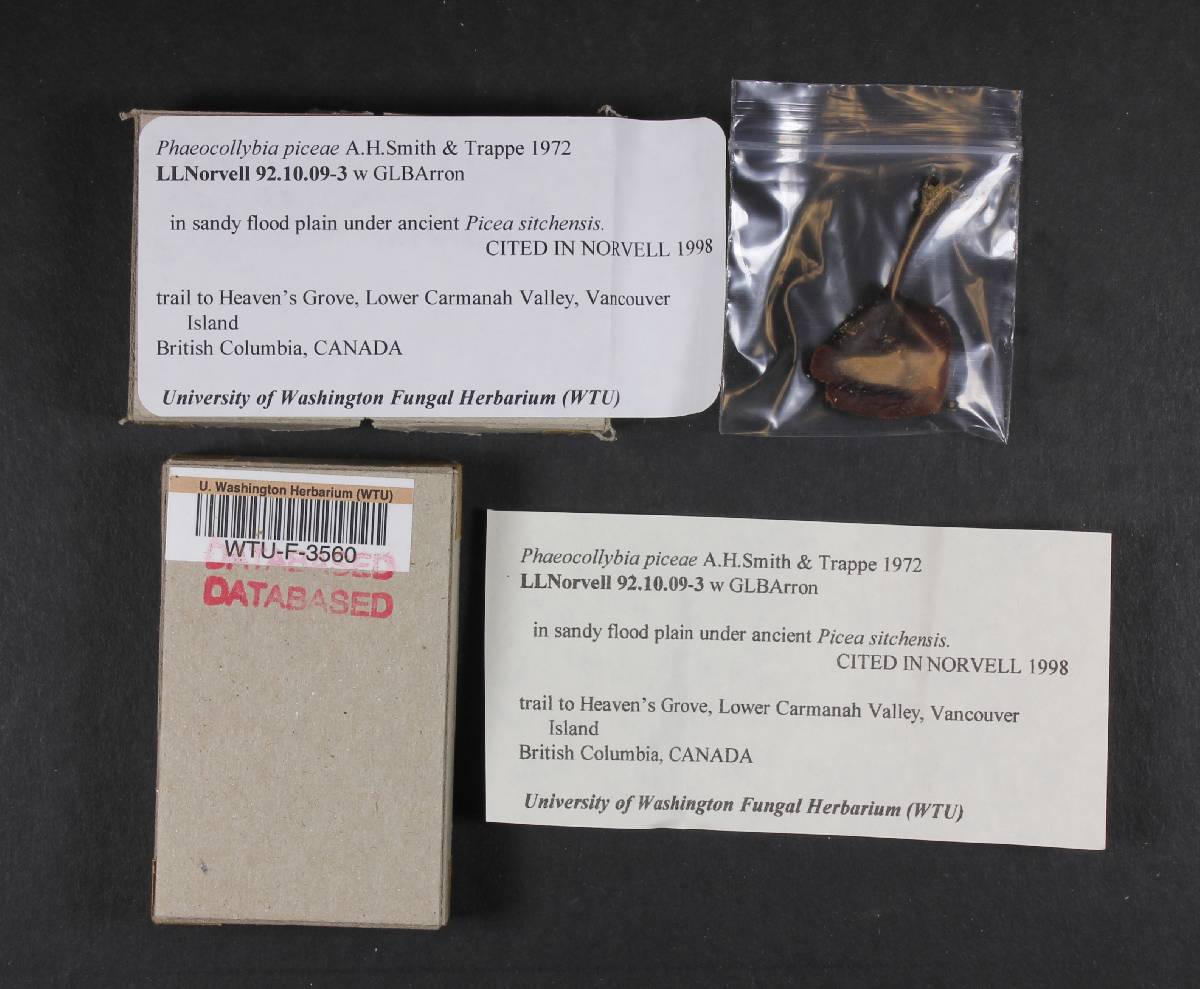 Phaeocollybia piceae A.H.Smith & Trappe 1972
LLNorvell 92.10.09-3 w GLBArron
in sandy flood plain under ancient Picea sitchensis.
CITED IN NORVELL 1998
trail to Heaven's Grove, Lower Carmanah Valley, Vancouver
Island
British Columbia, CANADA
University of Washington Fungal Herbarium (WTU)
U. Washington Herbarium (WTU)
WTU-F-3560
DATABASED
DATABASED
Phaeocollybia piceae A.H.Smith & Trappe 1972
LLNorvell 92.10.09-3 w GLBArron
in sandy flood plain under ancient Picea sitchensis.
CITED IN NORVELL 1998
trail to Heaven's Grove, Lower Carmanah Valley, Vancouver
Island
British Columbia, CANADA
University of Washington Fungal Herbarium (WTU)